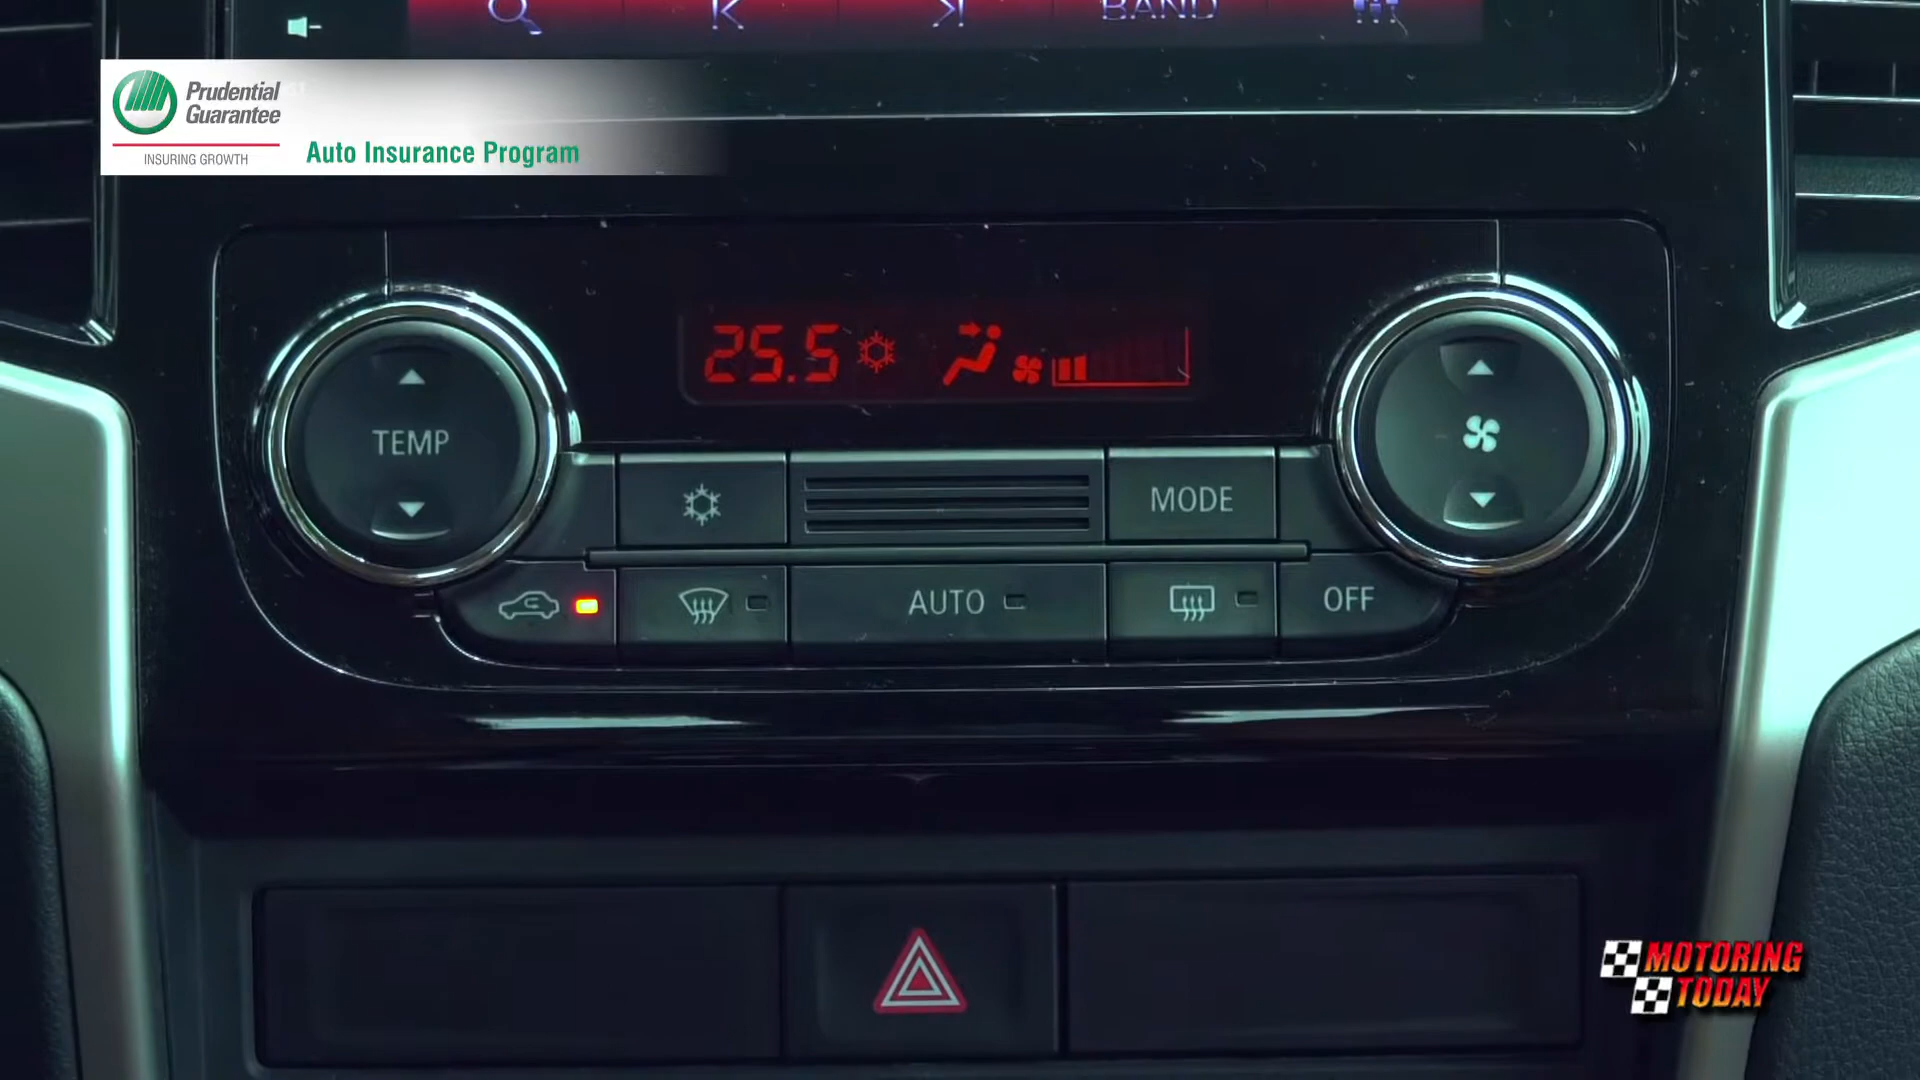 BAND
Prudential
Guarantee
INSURING GROWTH
Auto Insurance Program
25.5
TEMP
MODE
AUTO
OFF
MOTORING
TODAY